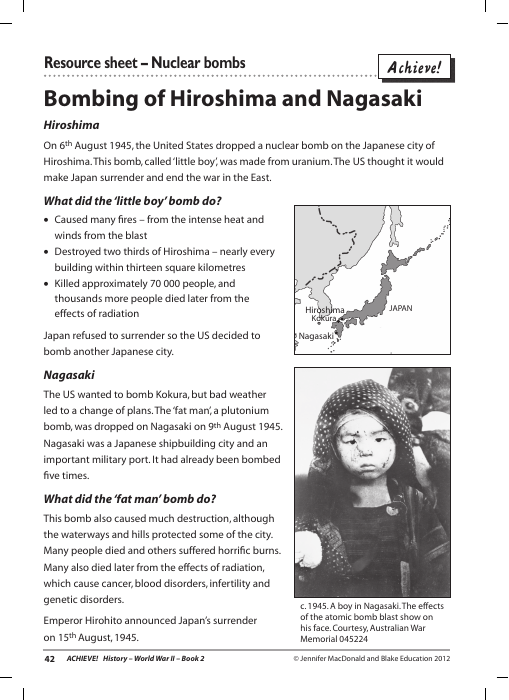 Resource sheet – Nuclear bombs
Achieve!
Bombing of Hiroshima and Nagasaki
Hiroshima
On 6th August 1945, the United States dropped a nuclear bomb on the Japanese city of
Hiroshima. This bomb, called ‘little boy’, was made from uranium. The US thought it would
make Japan surrender and end the war in the East.
What did the ‘little boy’ bomb do?
• Caused many fires – from the intense heat and
winds from the blast
• Destroyed two thirds of Hiroshima – nearly every
building within thirteen square kilometres
• Killed approximately 70 000 people, and
thousands more people died later from the
effects of radiation
Japan refused to surrender so the US decided to
bomb another Japanese city.
Hiroshima
Kokura
JAPAN
Nagasaki
Nagasaki
The US wanted to bomb Kokura, but bad weather
led to a change of plans. The ‘fat man’, a plutonium
bomb, was dropped on Nagasaki on 9th August 1945.
Nagasaki was a Japanese shipbuilding city and an
important military port. It had already been bombed
five times.
What did the ‘fat man’ bomb do?
This bomb also caused much destruction, although
the waterways and hills protected some of the city.
Many people died and others suffered horrific burns.
Many also died later from the effects of radiation,
which cause cancer, blood disorders, infertility and
genetic disorders.
Emperor Hirohito announced Japan’s surrender
on 15th August, 1945.
c. 1945. A boy in Nagasaki. The effects
of the atomic bomb blast show on
his face. Courtesy, Australian War
Memorial 045224
42 ACHIEVE! History – World War II – Book 2
© Jennifer MacDonald and Blake Education 2012